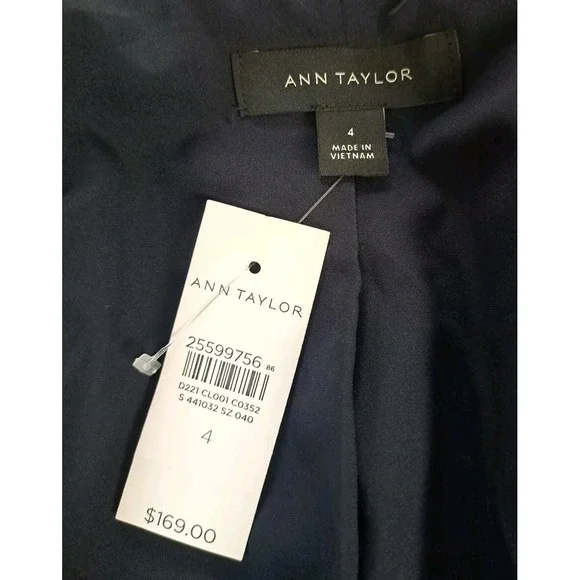 ANN TAYLOR
4
MADE IN
VIETNAM
ANN TAYLOR
25599756 86
D221 CL001 C0352
S 441032 SZ 040
4
$169.00